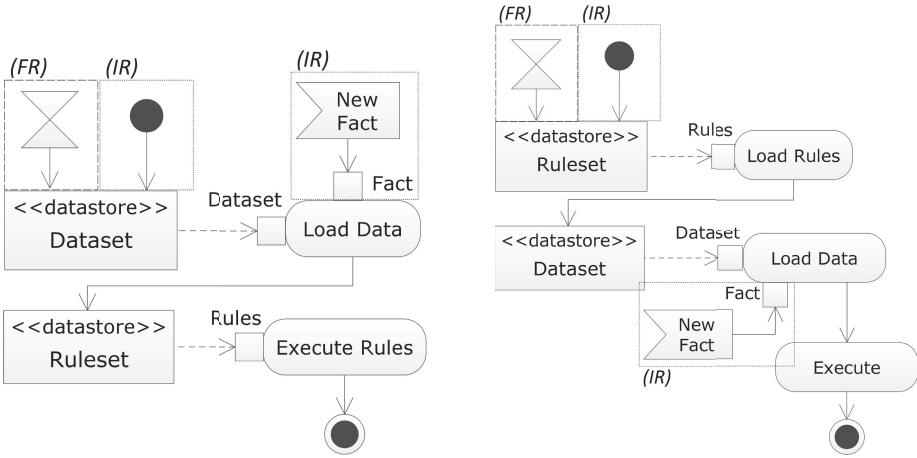 (FR)
(IR)
(IR)
New
Fact
Fact
<<datastore>>
Dataset
Dataset
Load Data
<<datastore>>
Ruleset
Rules
Execute Rules
(FR)
(IR)
<<datastore>>
Ruleset
Rules
Load Rules
<<datastore>>
Dataset
Dataset
Load Data
Fact
New
Fact
(IR)
Execute